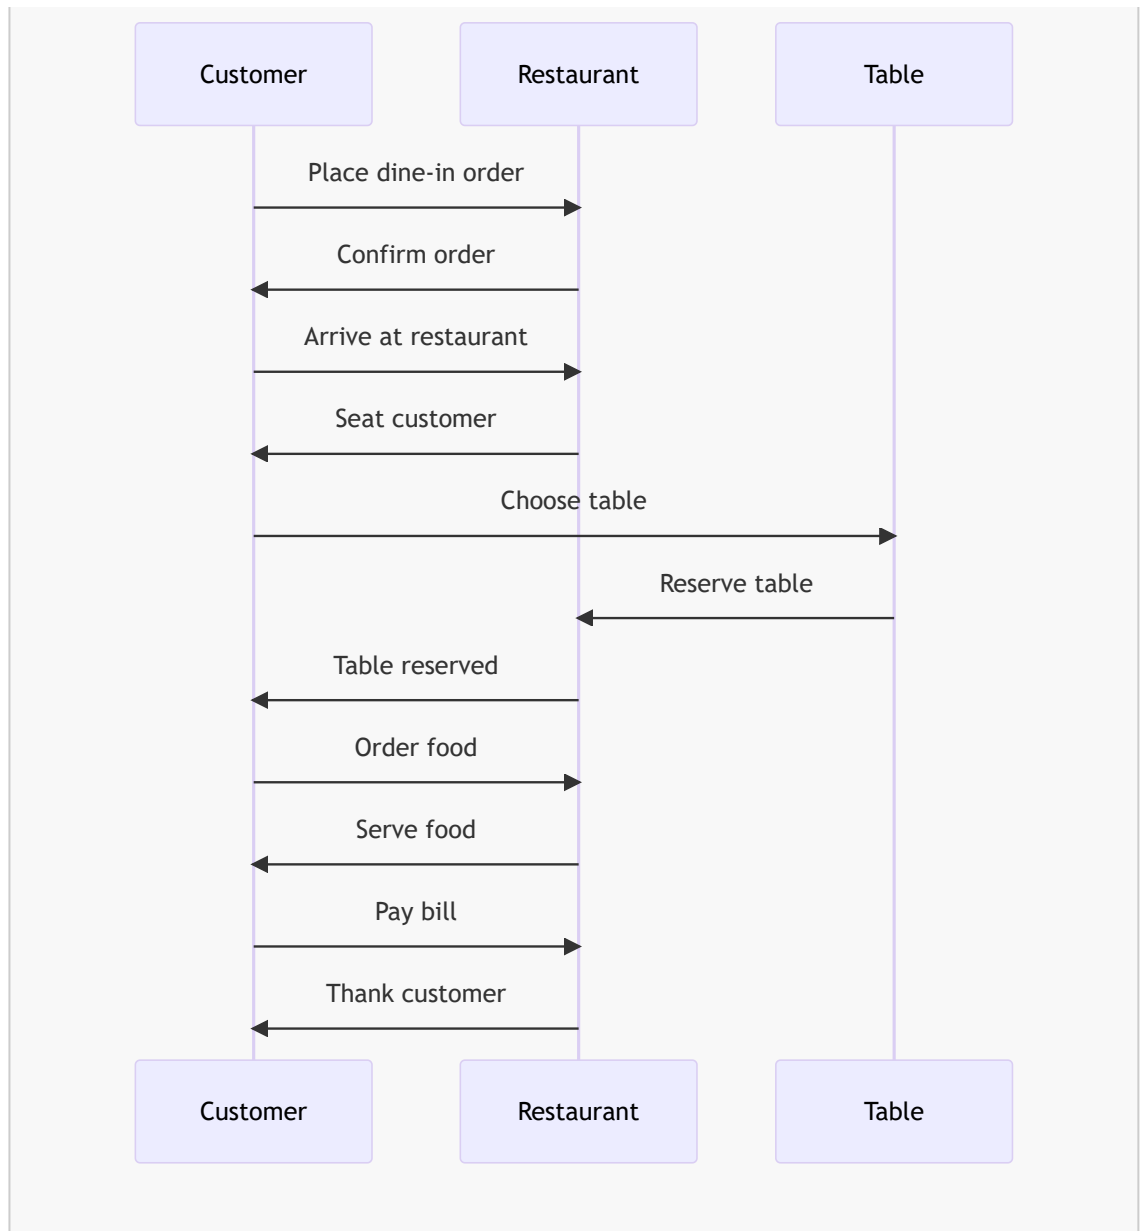 Customer
Restaurant
Table
Place dine-in order
Confirm order
Arrive at restaurant
Seat customer
Choose table
Reserve table
Table reserved
Order food
Serve food
Pay bill
Thank customer
Customer
Restaurant
Table